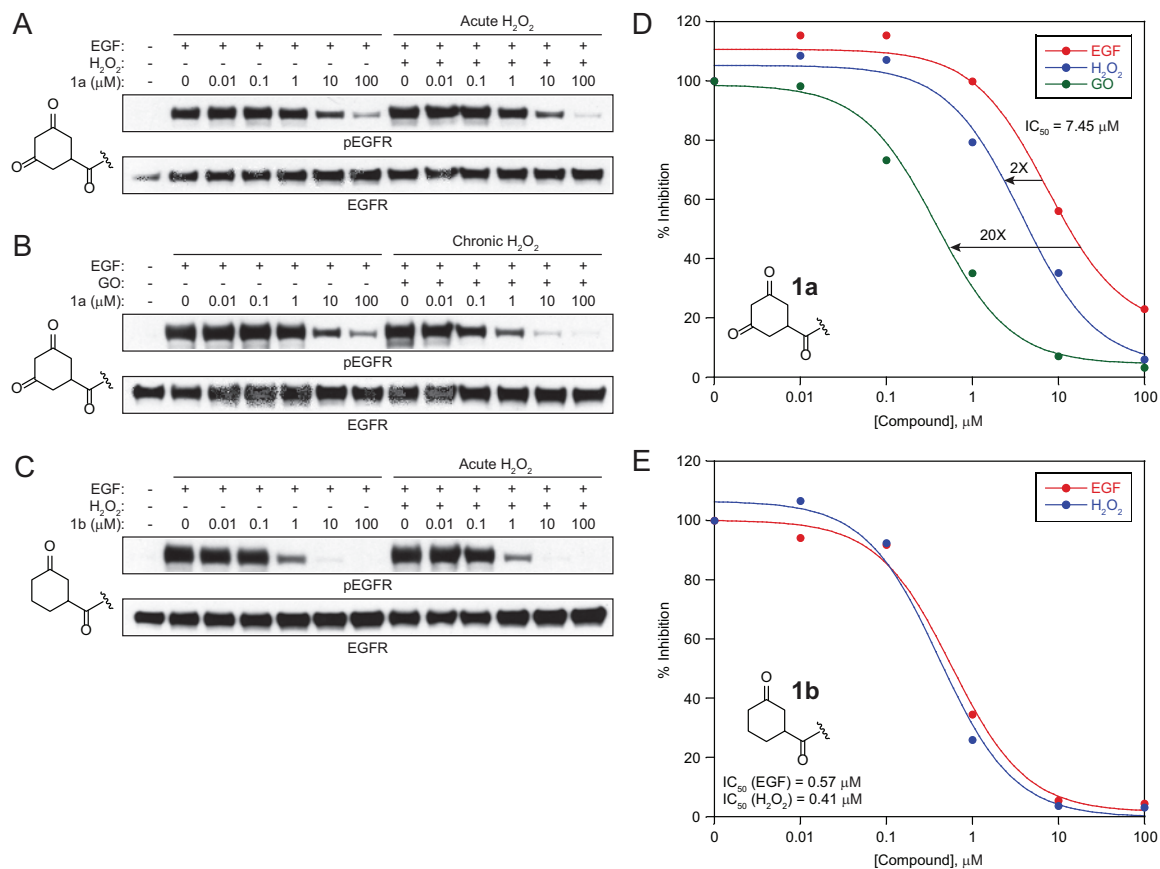 A
Acute H₂O₂
EGF: - + + + + + + + + + + + +
H₂O₂: - - - - - - - + + + + + +
1a (μM): - 0 0.01 0.1 1 10 100 0 0.01 0.1 1 10 100
pEGFR
EGFR
O
O
O
B
Chronic H₂O₂
EGF: - + + + + + + + + + + + +
GO: - - - - - - - + + + + + +
1a (μM): - 0 0.01 0.1 1 10 100 0 0.01 0.1 1 10 100
pEGFR
EGFR
O
O
O
C
Acute H₂O₂
EGF: - + + + + + + + + + + + +
H₂O₂: - - - - - - - + + + + + +
1b (μM): - 0 0.01 0.1 1 10 100 0 0.01 0.1 1 10 100
pEGFR
EGFR
O
O
D
120
100
80
60
40
20
0
% Inhibition
EGF
H₂O₂
GO
IC₅₀ = 7.45 μM
2X
20X
1a
O
O
O
0 0.01 0.1 1 10 100
[Compound], μM
E
120
100
80
60
40
20
0
% Inhibition
EGF
H₂O₂
1b
O
O
IC₅₀ (EGF) = 0.57 μM
IC₅₀ (H₂O₂) = 0.41 μM
0 0.01 0.1 1 10 100
[Compound], μM